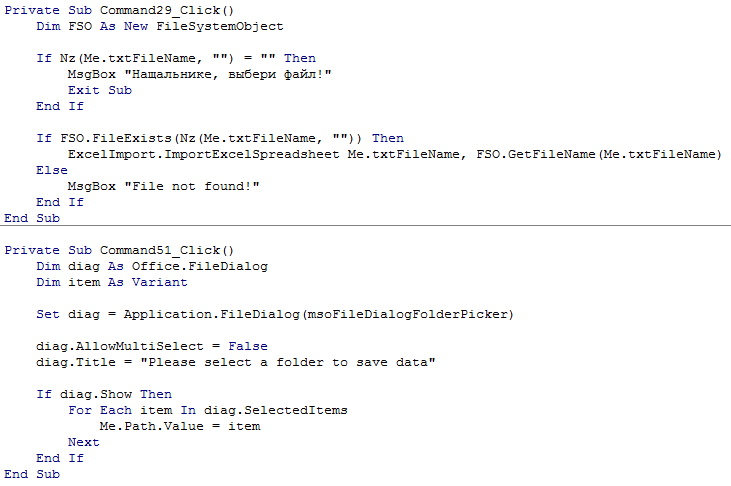 Private Sub Command29_Click()
    Dim FSO As New FileSystemObject

    If Nz(Me.txtFileName, "") = "" Then
        MsgBox "Нащальнике, выбери файл!"
        Exit Sub
    End If

    If FSO.FileExists(Nz(Me.txtFileName, "")) Then
        ExcelImport.ImportExcelSpreadsheet Me.txtFileName, FSO.GetFileName(Me.txtFileName)
    Else
        MsgBox "File not found!"
    End If
End Sub

Private Sub Command51_Click()
    Dim diag As Office.FileDialog
    Dim item As Variant

    Set diag = Application.FileDialog(msoFileDialogFolderPicker)

    diag.AllowMultiSelect = False
    diag.Title = "Please select a folder to save data"

    If diag.Show Then
        For Each item In diag.SelectedItems
            Me.Path.Value = item
        Next
    End If
End Sub